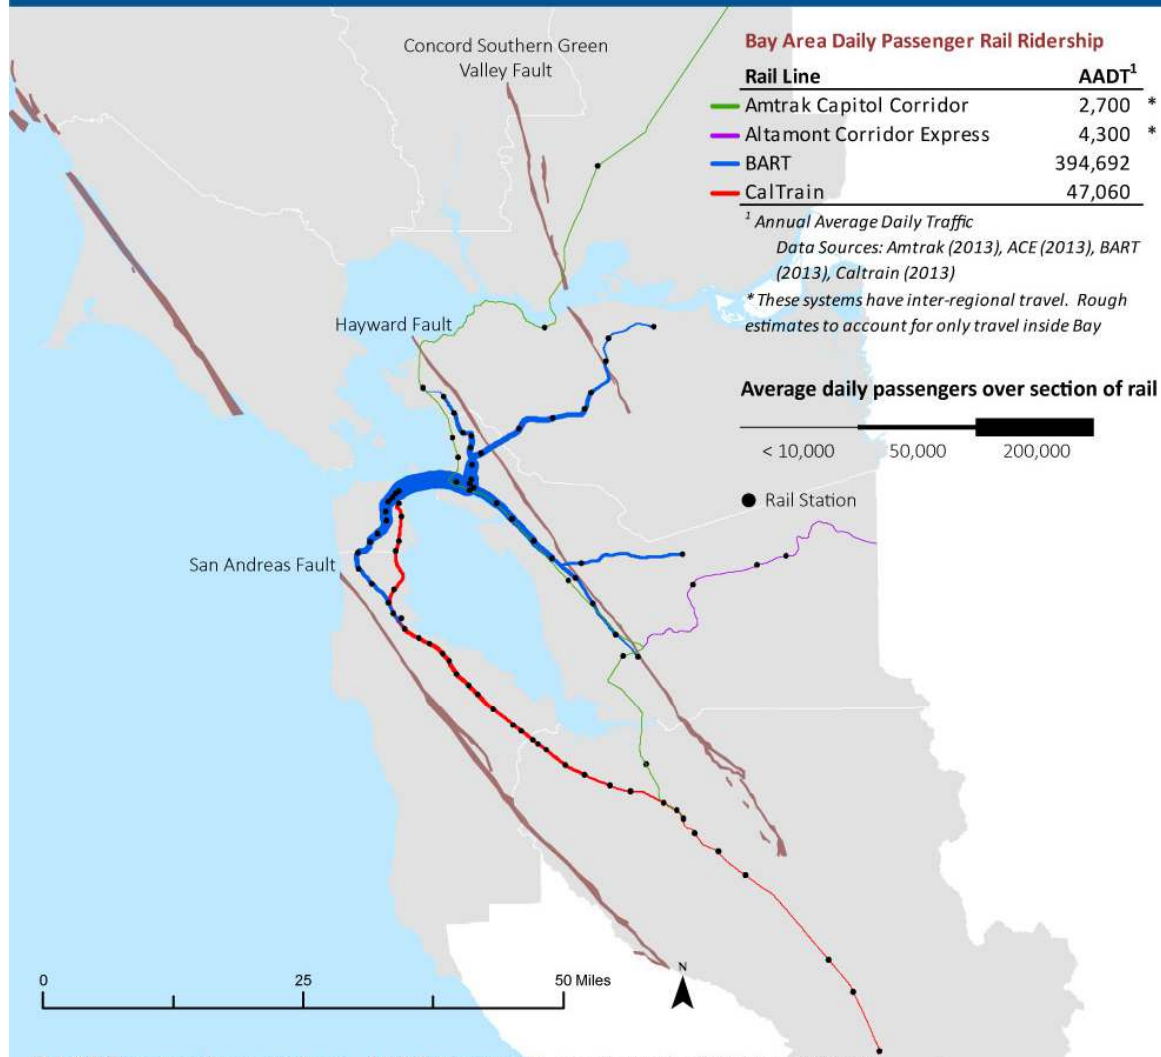 Concord Southern Green
Valley Fault
Bay Area Daily Passenger Rail Ridership
Rail Line AADT¹
Amtrak Capitol Corridor 2,700 *
Altamont Corridor Express 4,300 *
BART 394,692
CalTrain 47,060
¹ Annual Average Daily Traffic
Data Sources: Amtrak (2013), ACE (2013), BART
(2013), Caltrain (2013)
* These systems have inter-regional travel. Rough
estimates to account for only travel inside Bay
Hayward Fault
Average daily passengers over section of rail
< 10,000 50,000 200,000
Rail Station
San Andreas Fault
0 25 50 Miles
N